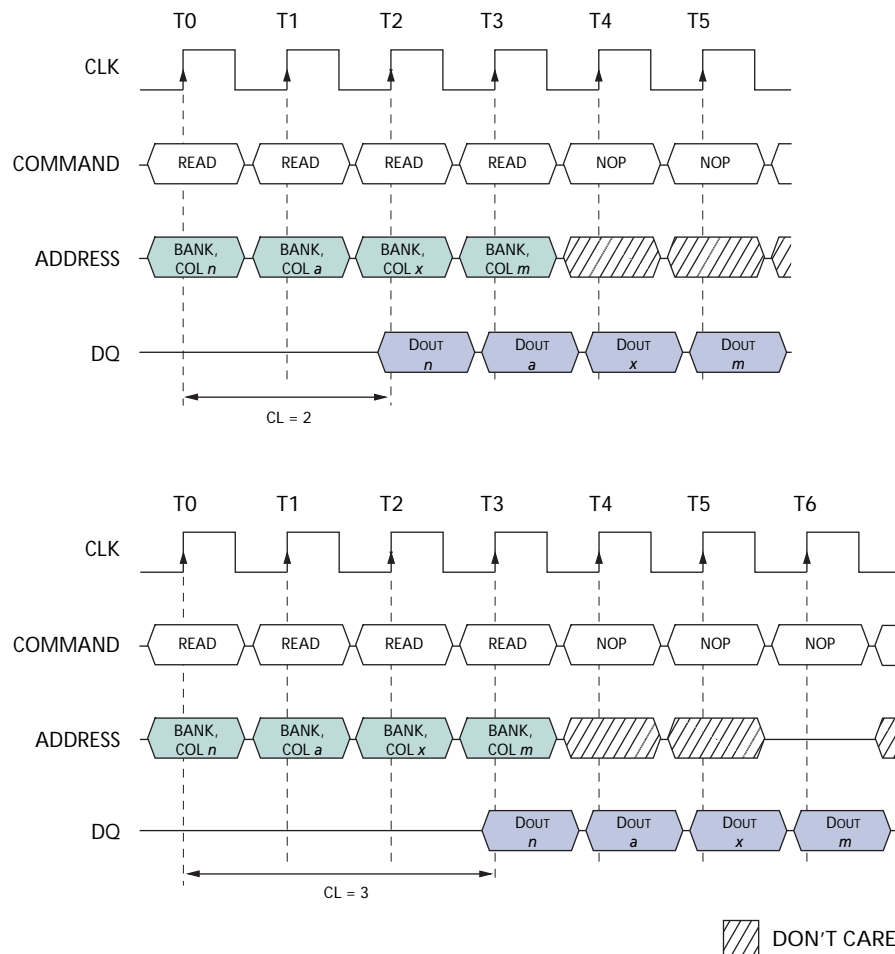 T0 T1 T2 T3 T4 T5
CLK
COMMAND READ READ READ READ NOP NOP
ADDRESS BANK, COL n BANK, COL a BANK, COL x BANK, COL m
DQ DOUT n DOUT a DOUT x DOUT m
CL = 2
T0 T1 T2 T3 T4 T5 T6
CLK
COMMAND READ READ READ READ NOP NOP NOP
ADDRESS BANK, COL n BANK, COL a BANK, COL x BANK, COL m
DQ DOUT n DOUT a DOUT x DOUT m
CL = 3
DON'T CARE